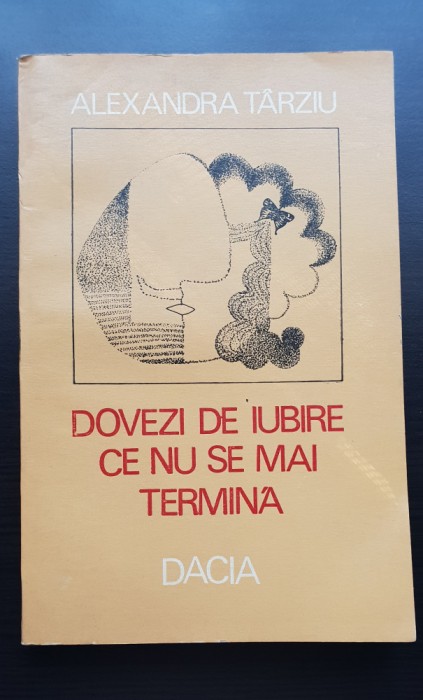 ALEXANDRA TÂRZIU
DOVEZI DE IUBIRE
CE NU SE MAI
TERMINĂ
DACIA